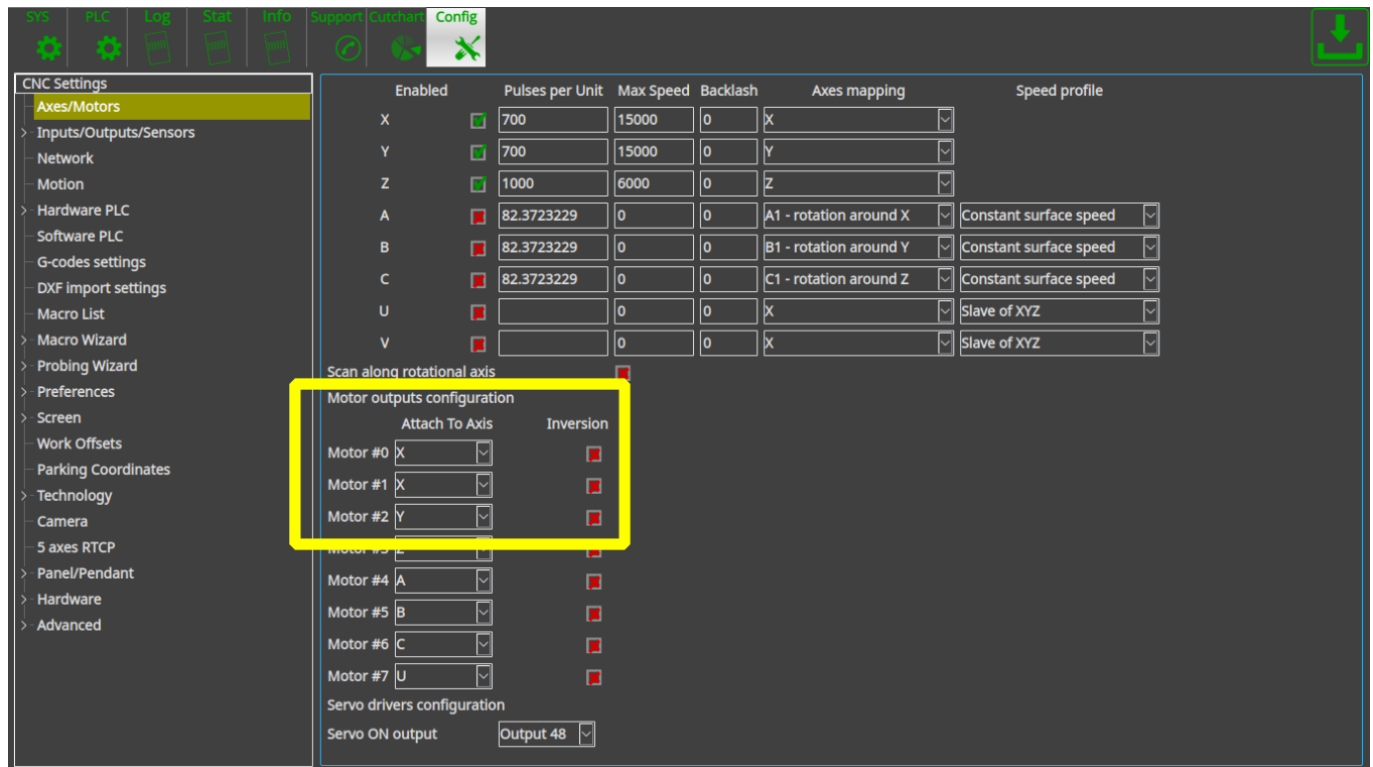 SYS PLC Log Stat Info Support Cutchart Config
CNC Settings
Axes/Motors
Inputs/Outputs/Sensors
Network
Motion
Hardware PLC
Software PLC
G-codes settings
DXF import settings
Macro List
Macro Wizard
Probing Wizard
Preferences
Screen
Work Offsets
Parking Coordinates
Technology
Camera
5 axes RTCP
Panel/Pendant
Hardware
Advanced
Enabled Pulses per Unit Max Speed Backlash Axes mapping Speed profile
X 700 15000 0 X
Y 700 15000 0 Y
Z 1000 6000 0 Z
A 82.3723229 0 0 A1 - rotation around X Constant surface speed
B 82.3723229 0 0 B1 - rotation around Y Constant surface speed
C 82.3723229 0 0 C1 - rotation around Z Constant surface speed
U 0 0 X Slave of XYZ
V 0 0 X Slave of XYZ
Scan along rotational axis
Motor outputs configuration
Attach To Axis Inversion
Motor #0 X
Motor #1 X
Motor #2 Y
Motor #3 Z
Motor #4 A
Motor #5 B
Motor #6 C
Motor #7 U
Servo drivers configuration
Servo ON output Output 48